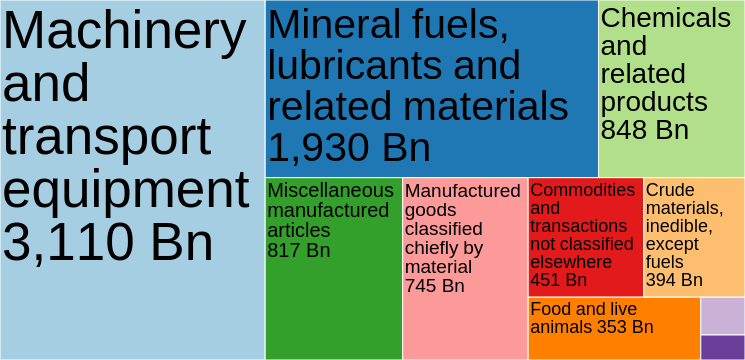 Machinery
and
transport
equipment
3,110 Bn
Mineral fuels,
lubricants and
related materials
1,930 Bn
Chemicals
and
related
products
848 Bn
Miscellaneous
manufactured
articles
817 Bn
Manufactured
goods
classified
chiefly by
material
745 Bn
Commodities
and
transactions
not classified
elsewhere
451 Bn
Crude
materials,
inedible,
except
fuels
394 Bn
Food and live
animals 353 Bn